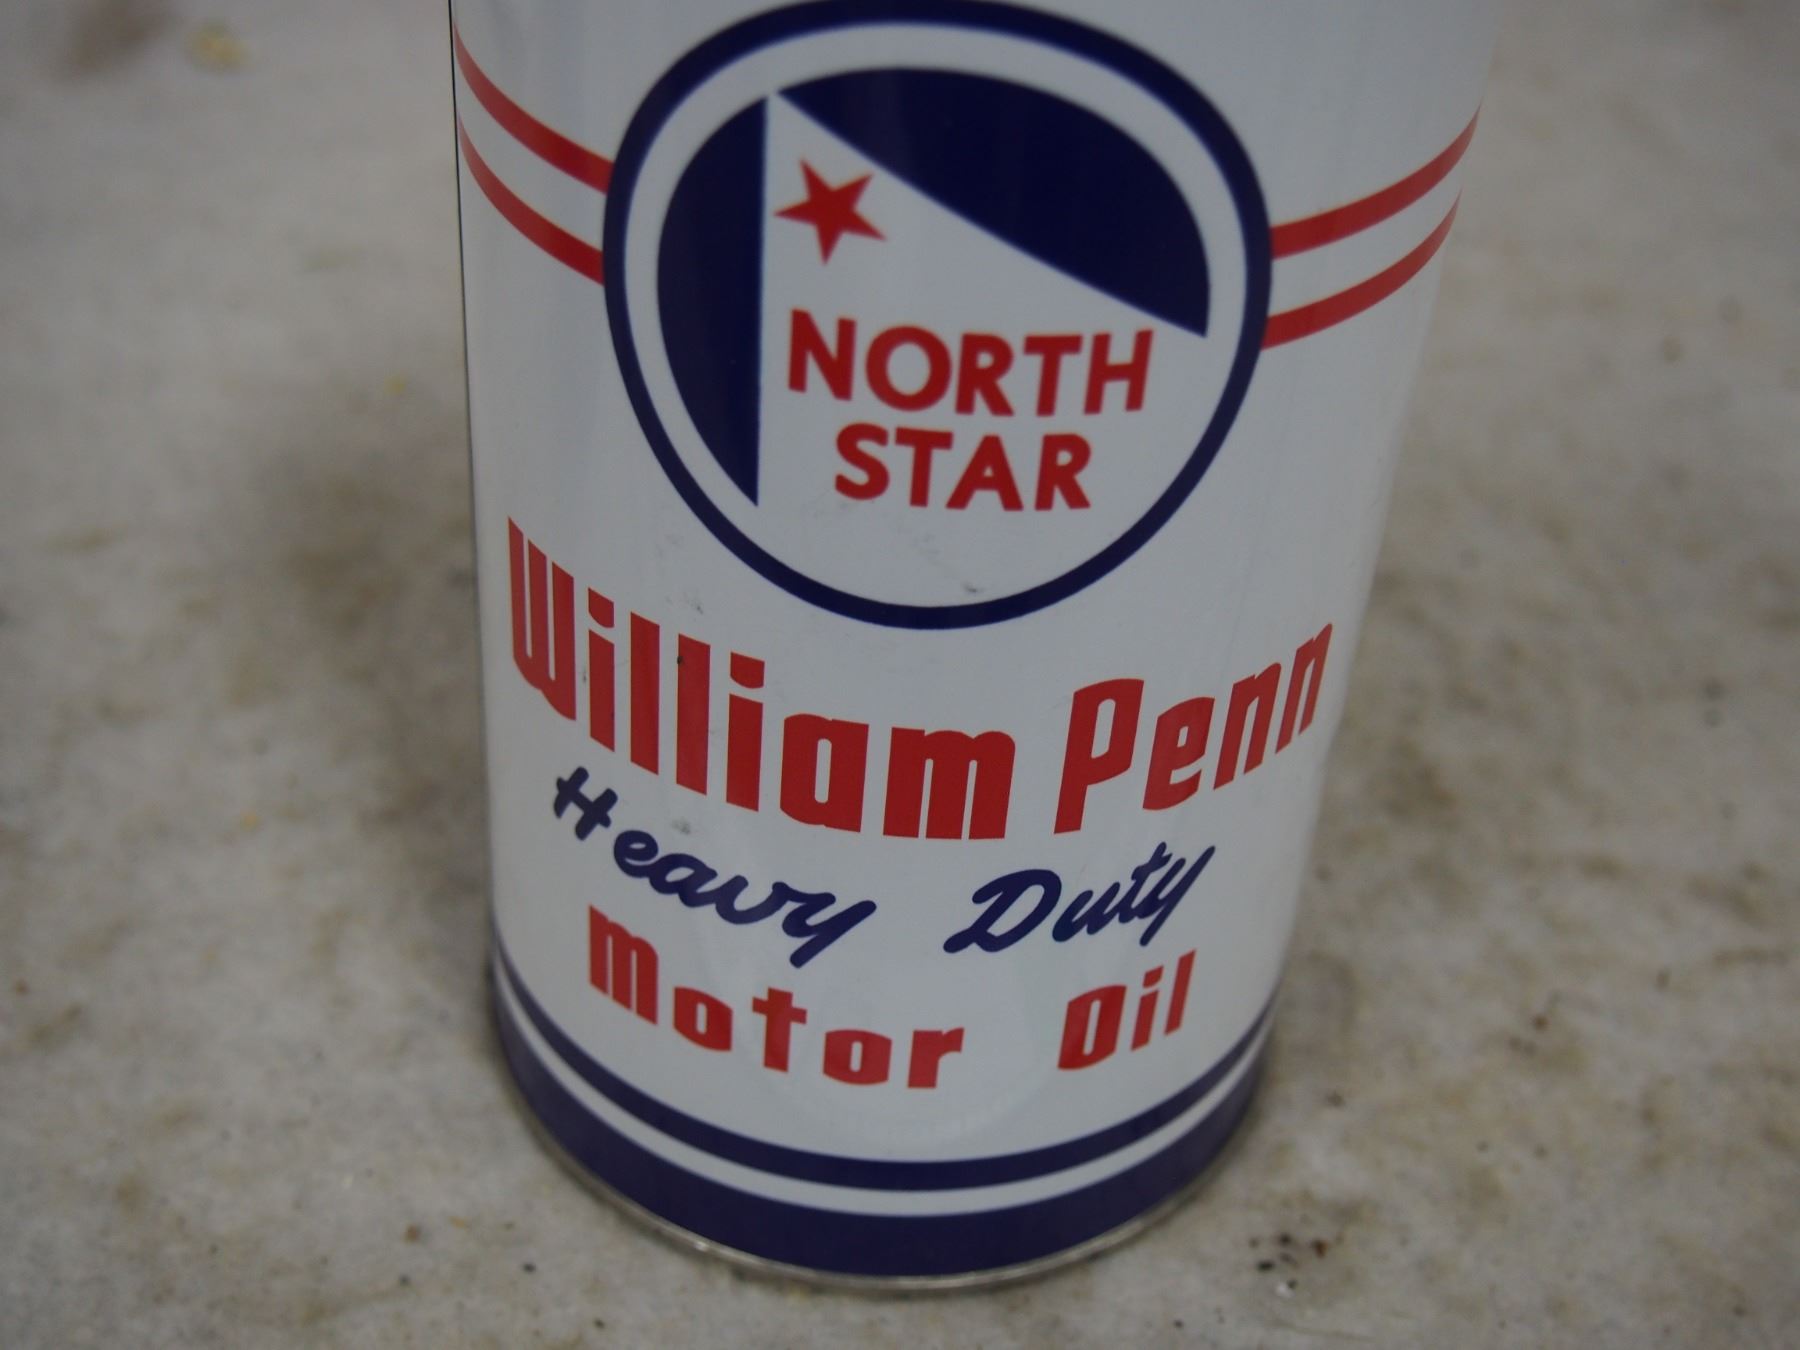 NORTH
STAR
William Penn
Heavy Duty
Motor Oil